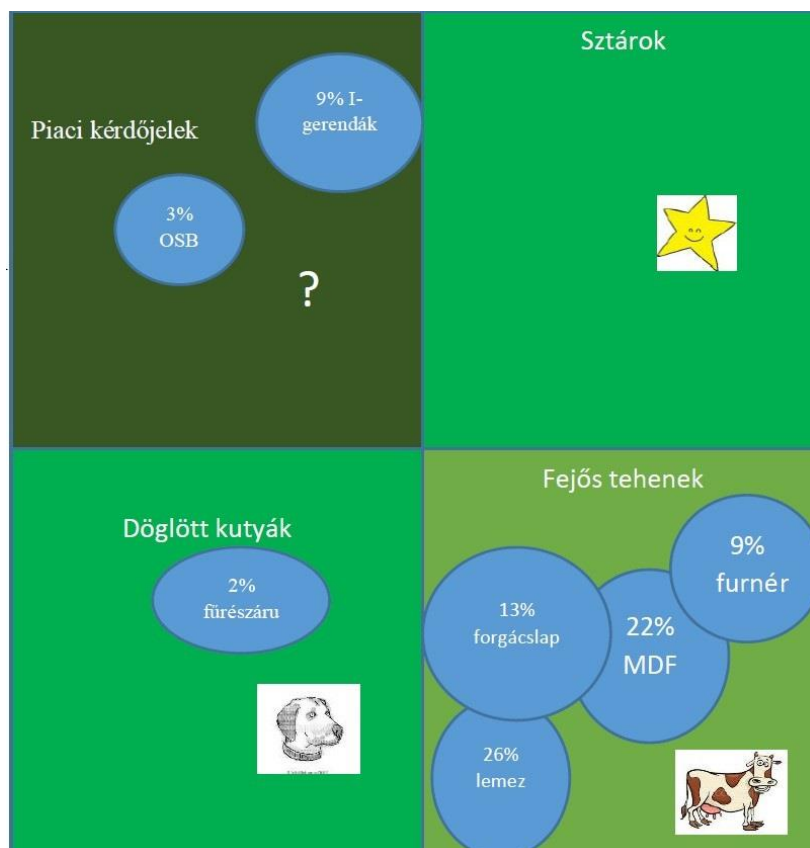 Piaci kérdőjelek
9% I-
gerendák
3%
OSB
?
Sztárok
Döglött kutyák
2%
fűrészáru
Fejős tehenek
9%
furnér
13%
forgácslap
22%
MDF
26%
lemez